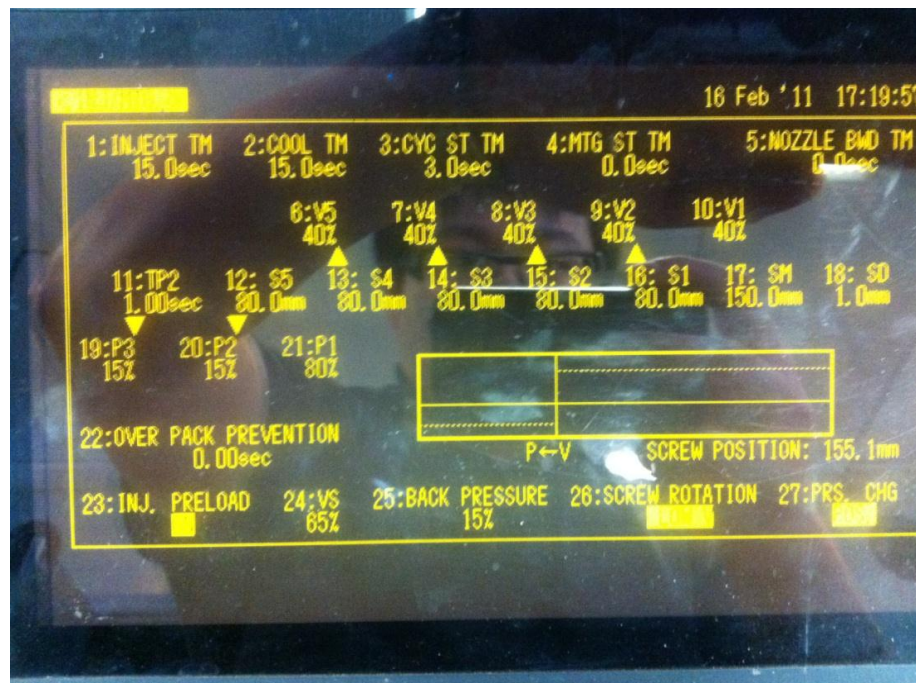 16 Feb '11 17:19:5
1:INJECT TM 2:COOL TM 3:CYC ST TM 4:MTG ST TM 5:NOZZLE BWD TM
15.0sec 15.0sec 3.0sec 0.0sec 0.0sec
6:V5 7:V4 8:V3 9:V2 10:V1
40% 40% 40% 40% 40%
11:TP2 12: S5 13: S4 14: S3 15: S2 16: S1 17: SM 18: SD
1.00sec 80.0mm 80.0mm 80.0mm 80.0mm 80.0mm 150.0mm 1.0mm
19:P3 20:P2 21:P1
15% 15% 80%
22:OVER PACK PREVENTION
0.00sec
P←V SCREW POSITION: 155.1mm
23:INJ. PRELOAD 24:VS 25:BACK PRESSURE 26:SCREW ROTATION 27:PRS. CHG
65% 15%